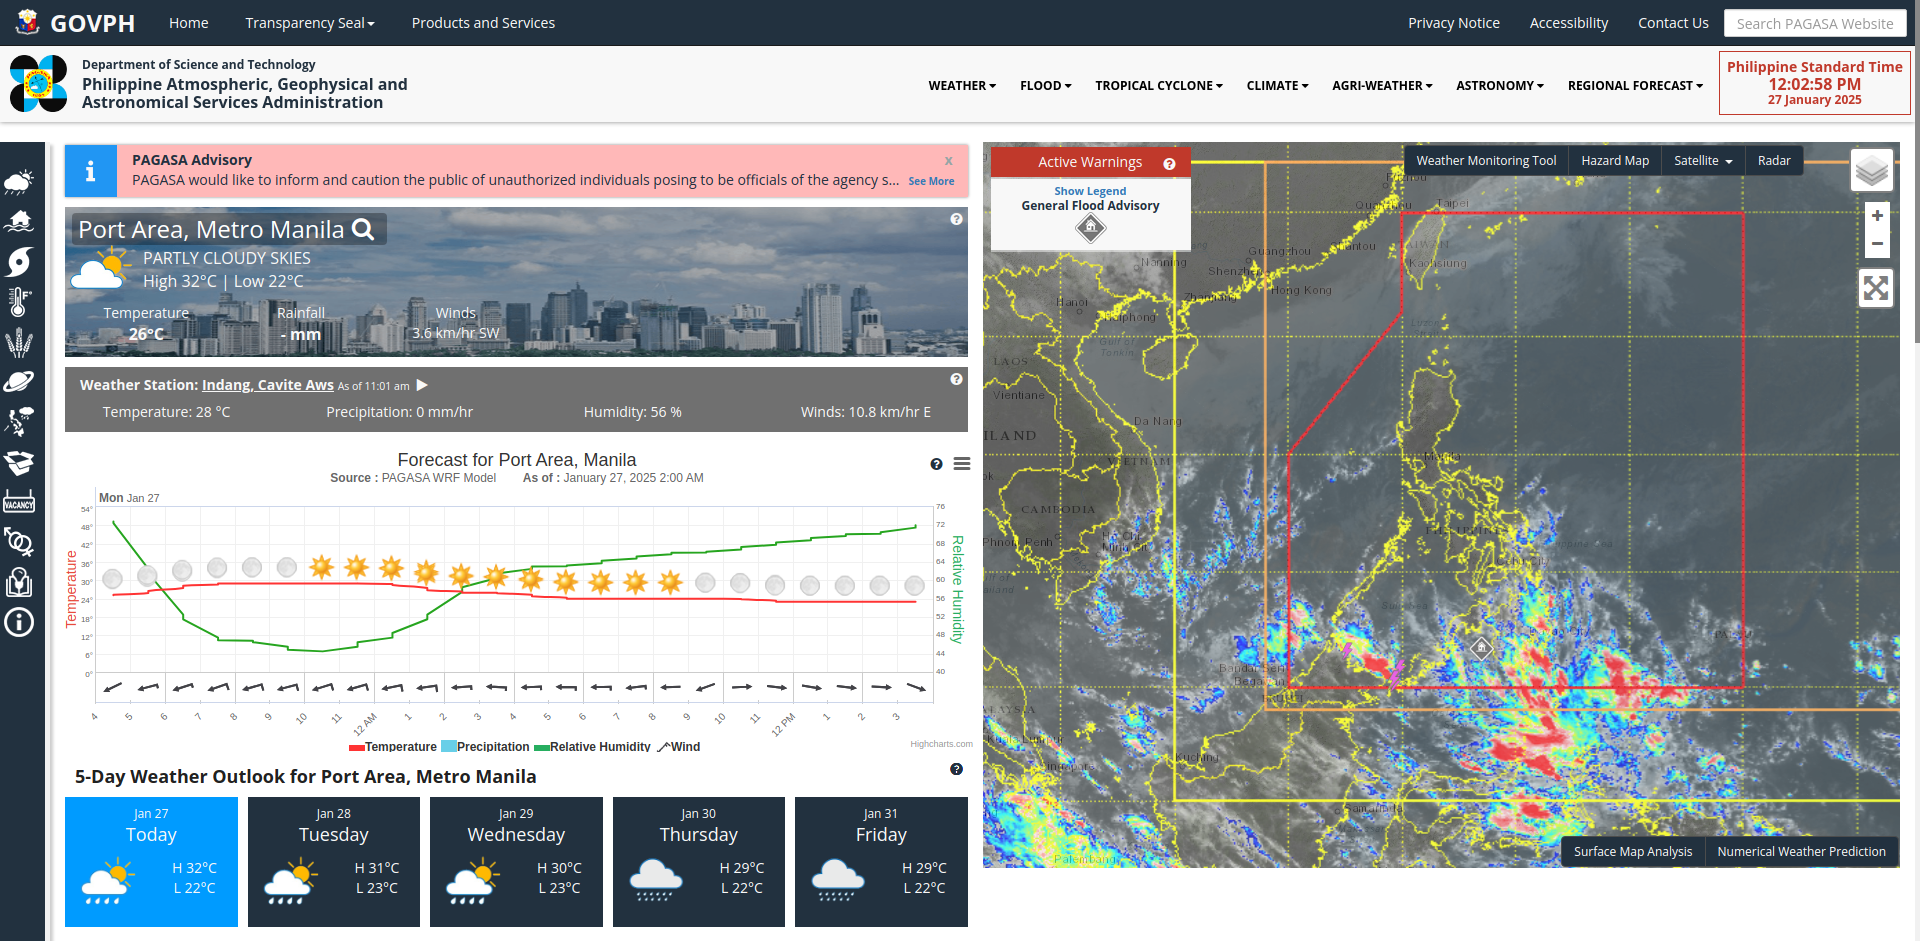 GOVPH
Home
Transparency Seal
Products and Services
Privacy Notice
Accessibility
Contact Us
Search PAGASA Website
Department of Science and Technology
Philippine Atmospheric, Geophysical and
Astronomical Services Administration
WEATHER
FLOOD
TROPICAL CYCLONE
CLIMATE
AGRI-WEATHER
ASTRONOMY
REGIONAL FORECAST
Philippine Standard Time
12:02:58 PM
27 January 2025
VACANCY
PAGASA Advisory
x
PAGASA would like to inform and caution the public of unauthorized individuals posing to be officials of the agency s... See More
Port Area, Metro Manila
PARTLY CLOUDY SKIES
High 32°C | Low 22°C
Temperature
26°C
Rainfall
- mm
Winds
3.6 km/hr SW
Weather Station: Indang, Cavite Aws As of 11:01 am
Temperature: 28 °C
Precipitation: 0 mm/hr
Humidity: 56 %
Winds: 10.8 km/hr E
Forecast for Port Area, Manila
Source : PAGASA WRF Model As of : January 27, 2025 2:00 AM
Mon Jan 27
Temperature
54°
48°
42°
36°
30°
24°
18°
12°
6°
0°
76
72
68
64
60
56
52
48
44
40
Relative Humidity
4 5 6 7 8 9 10 11 12 AM 1 2 3 4 5 6 7 8 9 10 11 12 PM 1 2 3
Temperature Precipitation Relative Humidity Wind
Highcharts.com
5-Day Weather Outlook for Port Area, Metro Manila
Jan 27
Today
H 32°C
L 22°C
Jan 28
Tuesday
H 31°C
L 23°C
Jan 29
Wednesday
H 30°C
L 23°C
Jan 30
Thursday
H 29°C
L 22°C
Jan 31
Friday
H 29°C
L 22°C
Active Warnings
Show Legend
General Flood Advisory
Weather Monitoring Tool
Hazard Map
Satellite
Radar
+
−
Taipei
TAIWAN
Kaohsiung
Guangzhou
Shantou
Nanning
Shenzhen
Hong Kong
Zhanjiang
Hanoi
Haiphong
Gulf of
Tonkin
LAOS
Vientiane
Da Nang
VIETNAM
CAMBODIA
Phnom Penh
Manila
Kuching
Singapore
Samarinda
Palembang
Surface Map Analysis
Numerical Weather Prediction